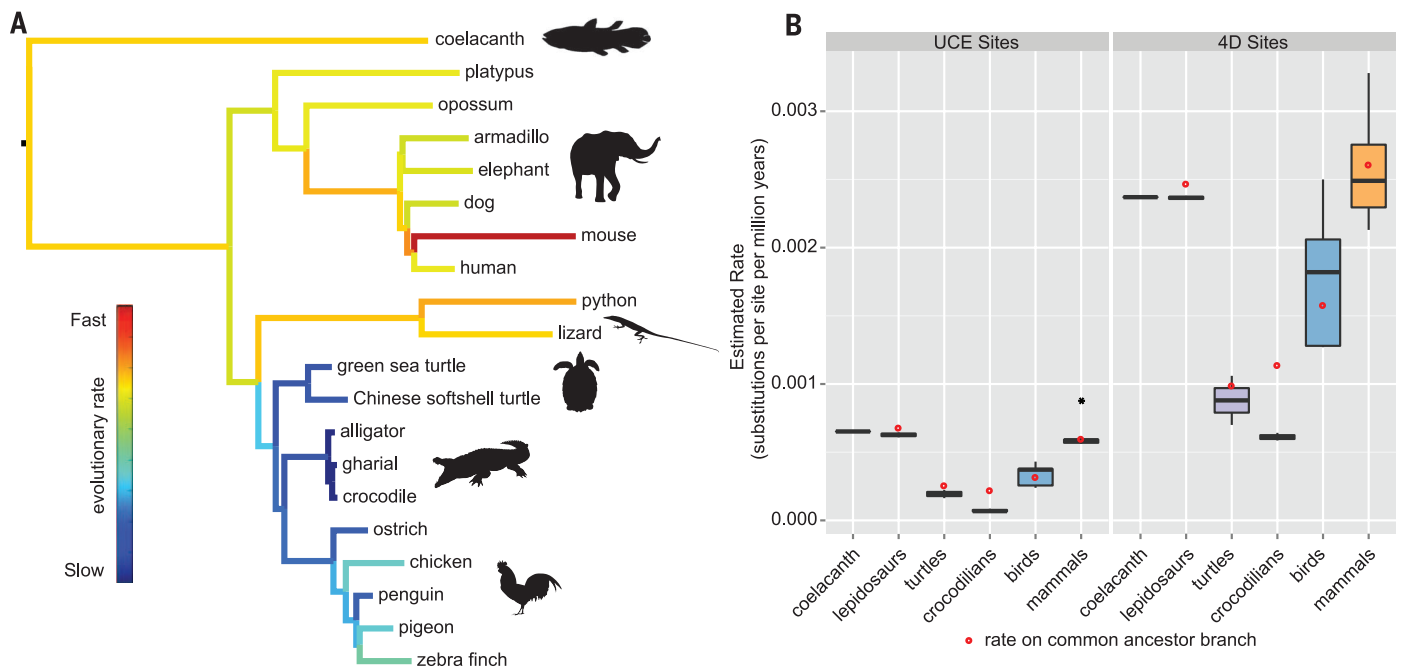 A
coelacanth
platypus
opossum
armadillo
elephant
dog
mouse
human
python
lizard
green sea turtle
Chinese softshell turtle
alligator
gharial
crocodile
ostrich
chicken
penguin
pigeon
zebra finch
Fast
evolutionary rate
Slow
B
UCE Sites
4D Sites
Estimated Rate
(substitutions per site per million years)
0.003
0.002
0.001
0.000
coelacanth
lepidosaurs
turtles
crocodilians
birds
mammals
coelacanth
lepidosaurs
turtles
crocodilians
birds
mammals
*
rate on common ancestor branch